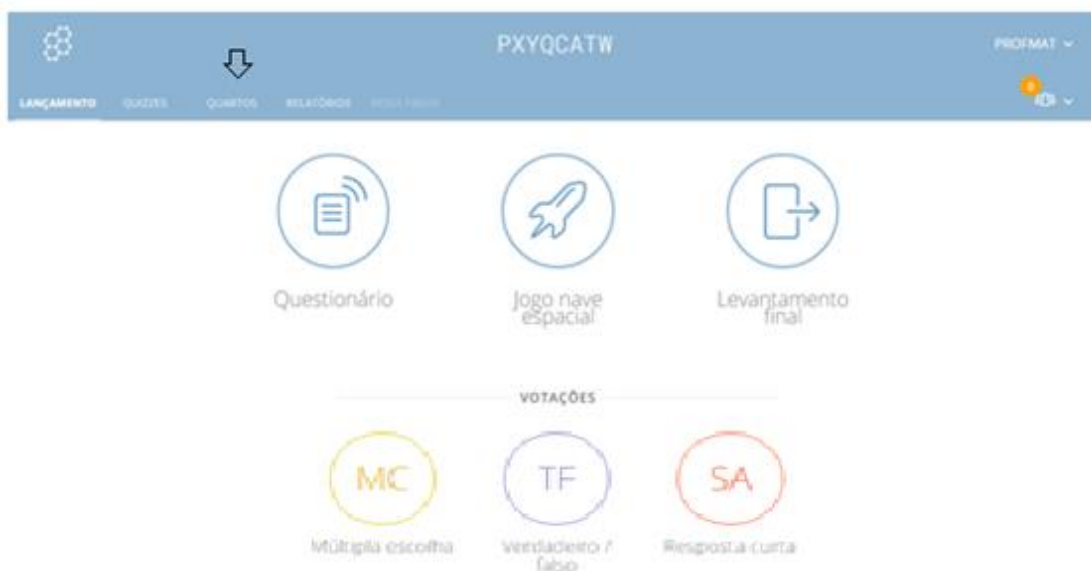 PXYQCATW
PROFMAT
LANÇAMENTO QUIZZES QUARTOS RELATÓRIOS
0
Questionário
Jogo nave
espacial
Levantamento
final
VOTAÇÕES
MC
TF
SA
Múltipla escolha
Verdadeiro /
falso
Resposta curta